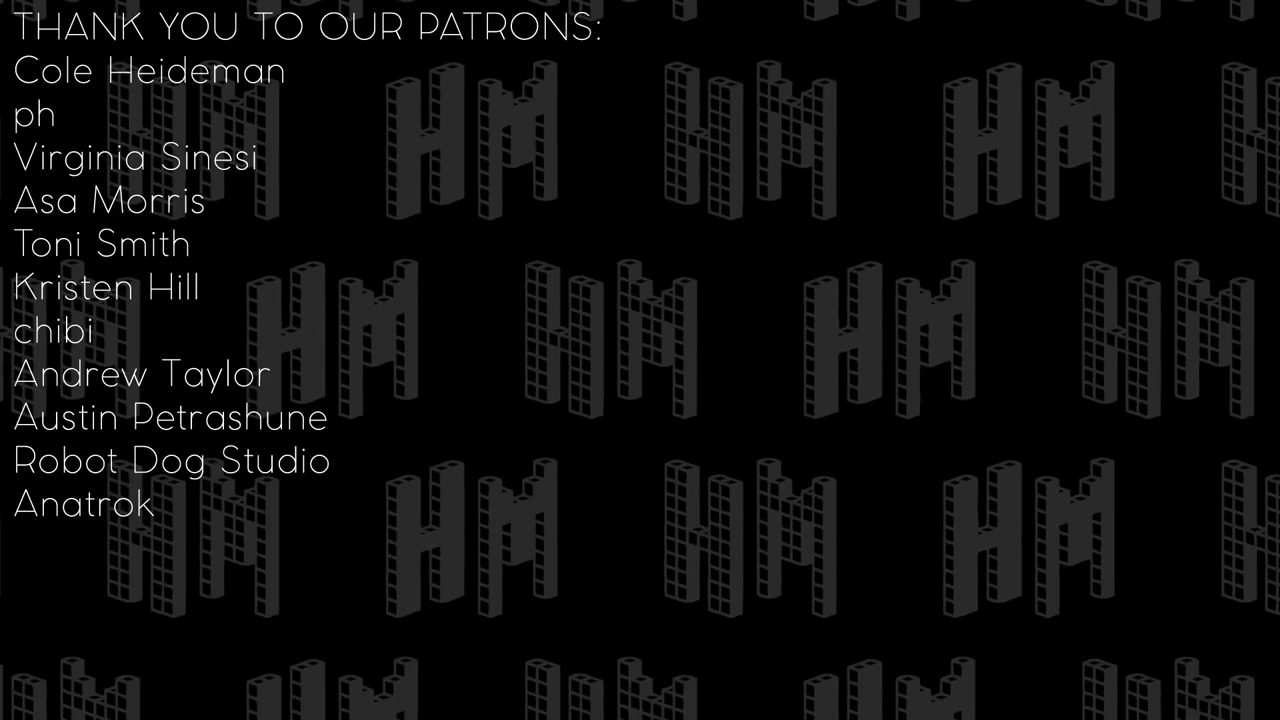 THANK YOU TO OUR PATRONS:
Cole Heideman
ph
Virginia Sinesi
Asa Morris
Toni Smith
Kristen Hill
chibi
Andrew Taylor
Austin Petrashune
Robot Dog Studio
Anatrok